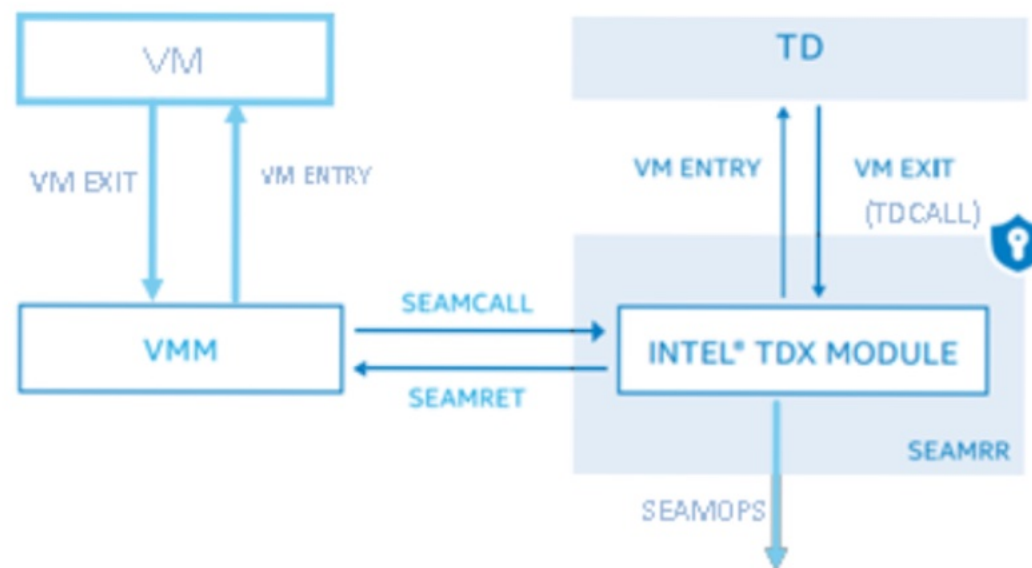 VM
TD
VM EXIT
VM ENTRY
VM ENTRY
VM EXIT
(TDCALL)
SEAMCALL
VMM
INTEL® TDX MODULE
SEAMRET
SEAMRR
SEAMOPS